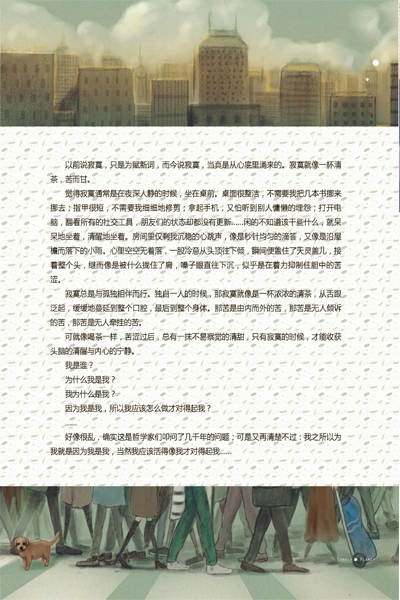 以前说寂寞，只是为赋新词，而今说寂寞，当真是从心底里涌来的。寂寞就像一杯清
茶，苦而甘。
觉得寂寞通常是在夜深人静的时候，坐在桌前。桌面很整洁，不需要我把几本书挪来
挪去；指甲很短，不需要我细细地修剪；拿起手机，又怕听到别人慵懒的埋怨；打开电
脑，翻看所有的社交工具，朋友们的状态却都没有更新……闲的不知道该干些什么，就呆
呆地坐着，清醒地坐着。房间里仅剩我沉稳的心跳声，像是秒针均匀的滴答，又像是沿屋
檐而落下的小雨。心里空空无着落，一股冷意从头顶往下倾，瞬间便盖住了天灵盖儿，接
着整个头，继而像是被什么拢住了肩，嗓子眼直往下沉，似乎是在着力抑制住胆中的苦
涩。
寂寞总是与孤独相伴而行。独自一人的时候，那寂寞就像是一杯浓浓的清茶，从舌跟
泛起，缓缓地蔓延到整个口腔，最后到整个身体。那苦是由内而外的苦，那苦是无人倾诉
的苦，那苦是无人牵挂的苦。
可就像喝茶一样，苦涩过后，总有一抹不易察觉的清甜，只有寂寞的时候，才能收获
头脑的清醒与内心的宁静。
我是谁？
为什么我是我？
我为什么是我？
因为我是我，所以我应该怎么做才对得起我？
……
好像很乱，确实这是哲学家们叩问了几千年的问题；可是又再清楚不过：我之所以为
我就是因为我是我，当然我应该活得像我才对得起我……